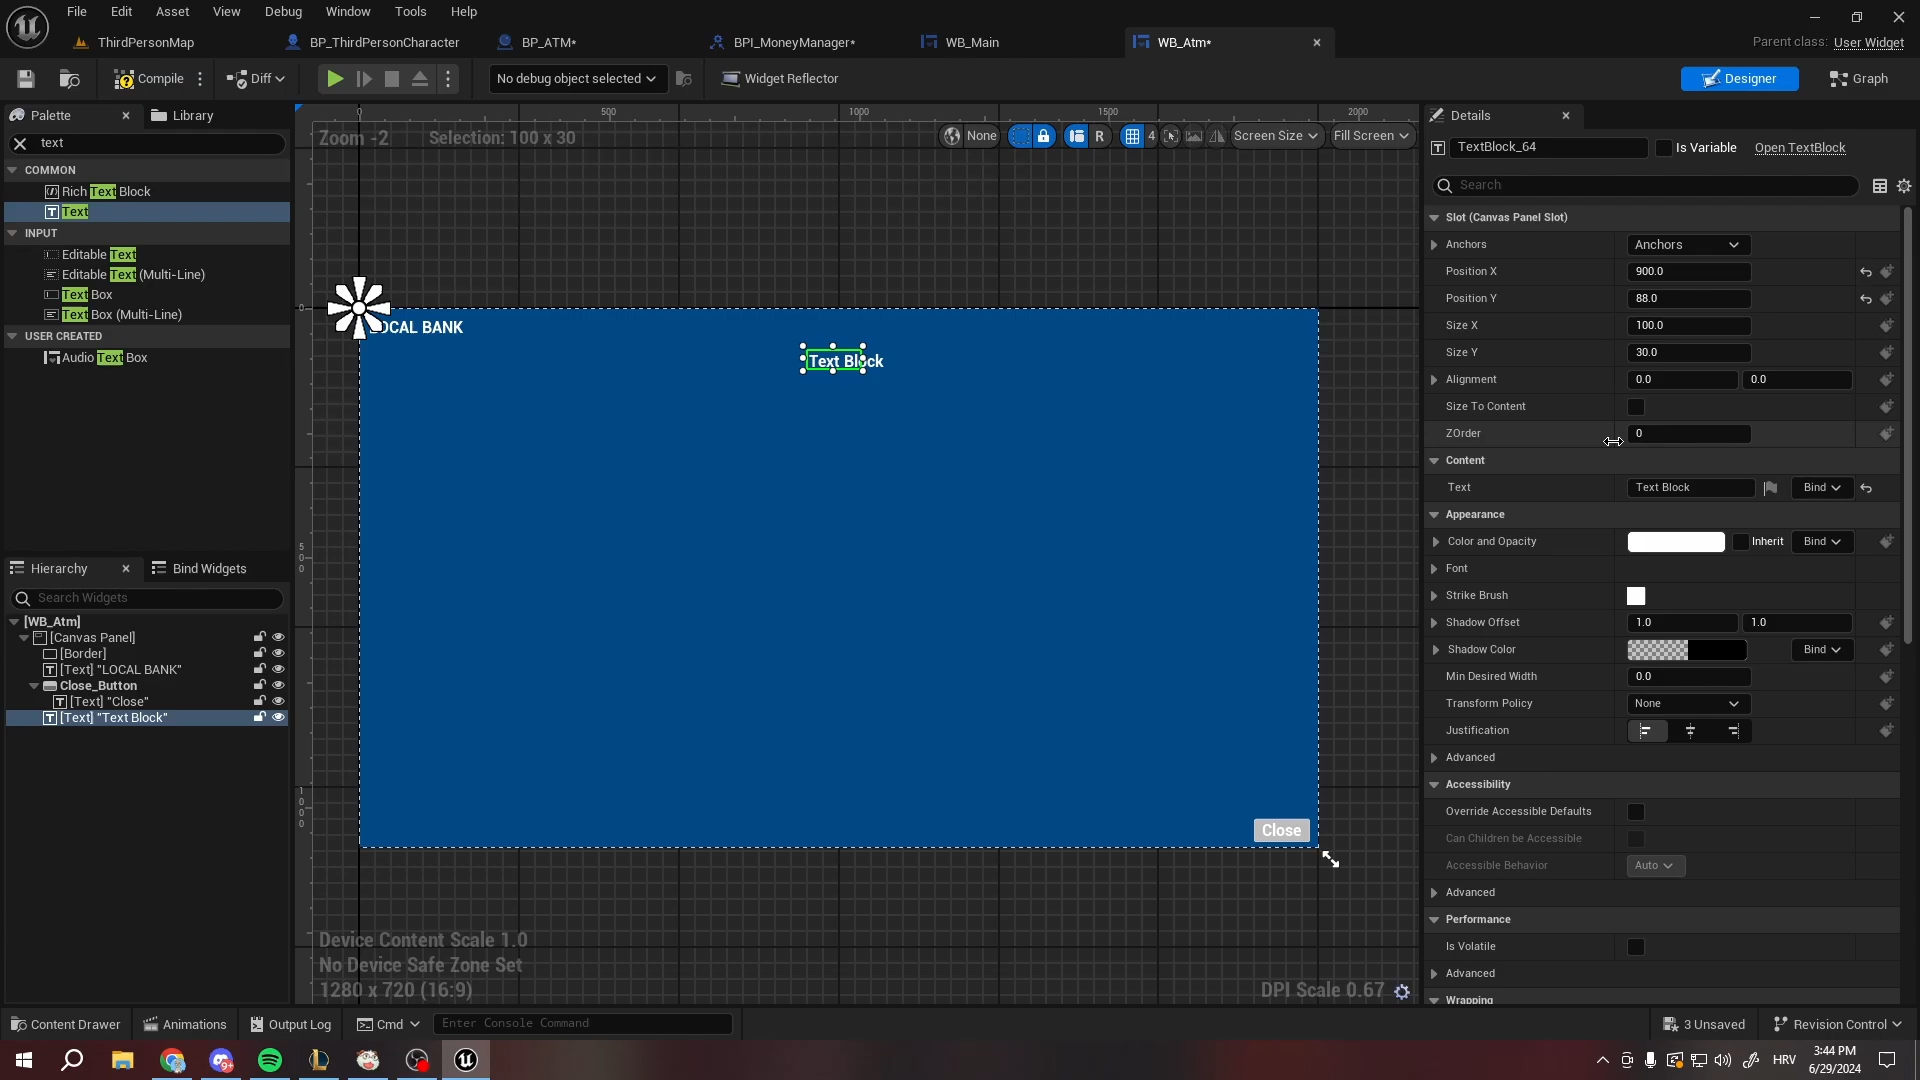 File Edit Asset View Debug Window Tools Help
ThirdPersonMap BP_ThirdPersonCharacter BP_ATM* BPI_MoneyManager* WB_Main WB_Atm* Parent class: User Widget
Compile Diff No debug object selected Widget Reflector Designer Graph
Palette Library
text
COMMON
Rich Text Block
Text
INPUT
Editable Text
Editable Text (Multi-Line)
Text Box
Text Box (Multi-Line)
USER CREATED
Audio Text Box
Hierarchy Bind Widgets
Search Widgets
[WB_Atm]
[Canvas Panel]
[Border]
[Text] "LOCAL BANK"
Close_Button
[Text] "Close"
[Text] "Text Block"
0 500 1000 1500 2000
Zoom -2 Selection: 100 x 30 None R 4 Screen Size Fill Screen
0
500
1000
LOCAL BANK
Text Block
Close
Device Content Scale 1.0
No Device Safe Zone Set
1280 x 720 (16:9) DPI Scale 0.67
Details
TextBlock_64 Is Variable Open TextBlock
Search
Slot (Canvas Panel Slot)
Anchors Anchors
Position X 900.0
Position Y 88.0
Size X 100.0
Size Y 30.0
Alignment 0.0 0.0
Size To Content
ZOrder 0
Content
Text Text Block Bind
Appearance
Color and Opacity Inherit Bind
Font
Strike Brush
Shadow Offset 1.0 1.0
Shadow Color Bind
Min Desired Width 0.0
Transform Policy None
Justification
Advanced
Accessibility
Override Accessible Defaults
Can Children be Accessible
Accessible Behavior Auto
Advanced
Performance
Is Volatile
Advanced
Wrapping
Content Drawer Animations Output Log Cmd Enter Console Command 3 Unsaved Revision Control
9+ HRV 3:44 PM
6/29/2024